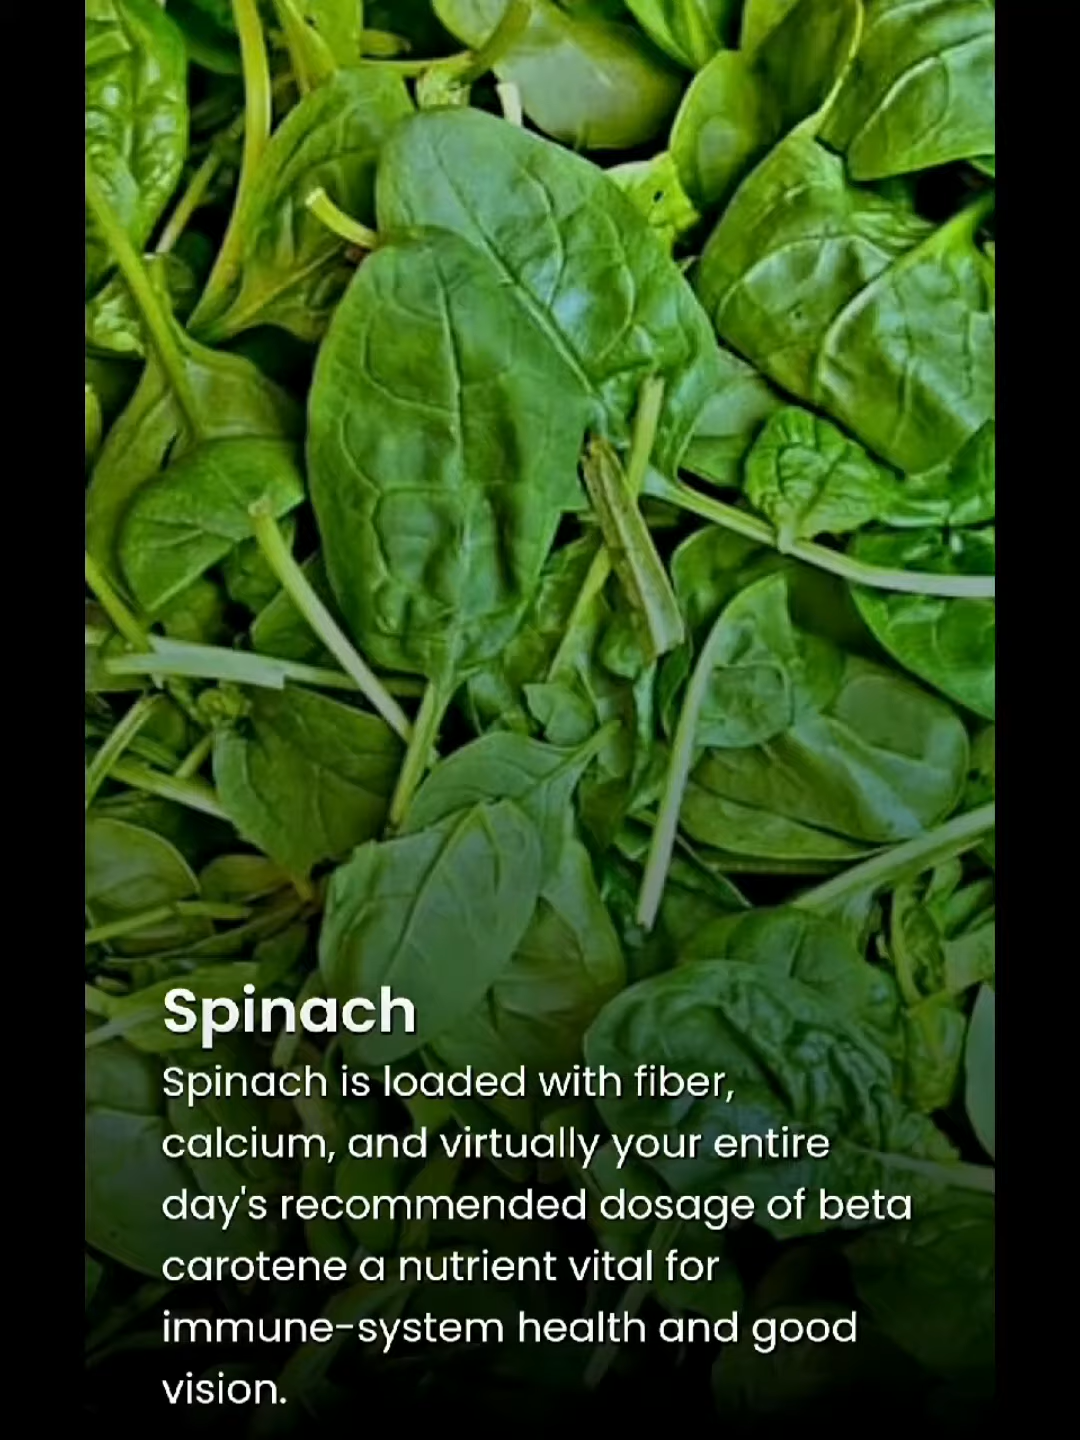 Spinach
Spinach is loaded with fiber,
calcium, and virtually your entire
day's recommended dosage of beta
carotene a nutrient vital for
immune-system health and good
vision.